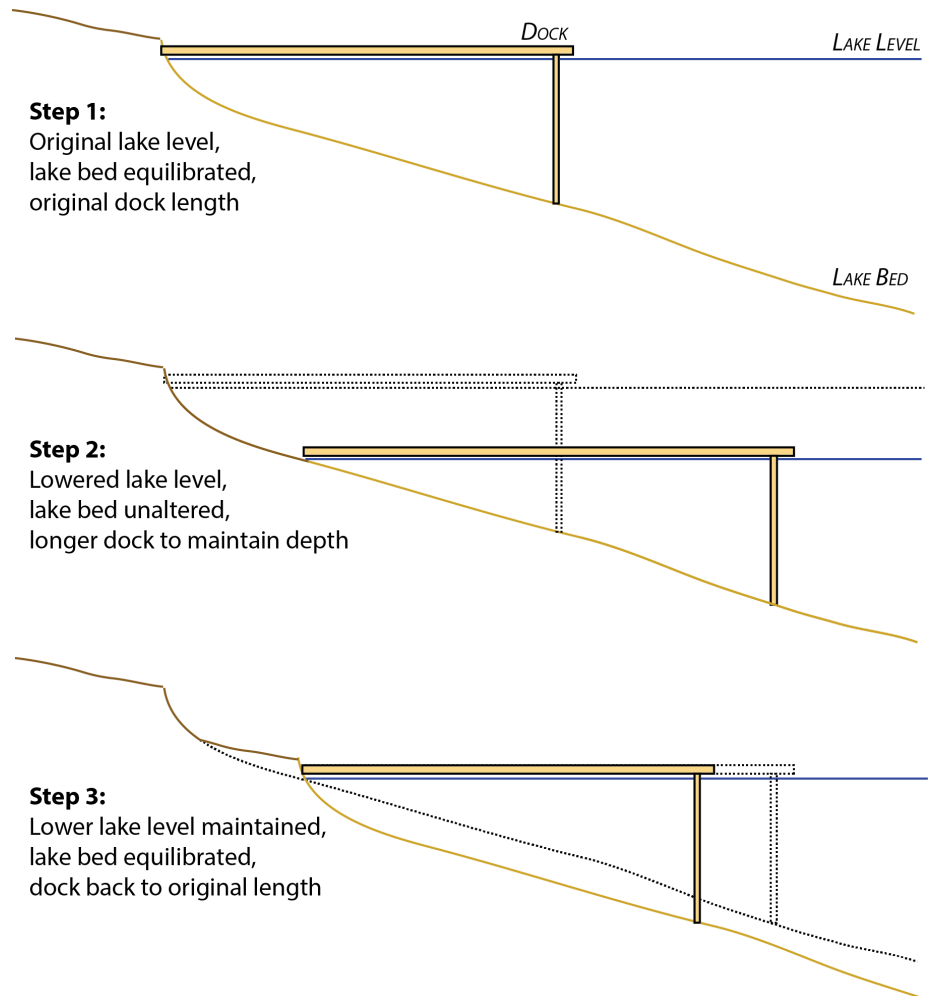 DOCK
LAKE LEVEL
Step 1:
Original lake level,
lake bed equilibrated,
original dock length
LAKE BED
Step 2:
Lowered lake level,
lake bed unaltered,
longer dock to maintain depth
Step 3:
Lower lake level maintained,
lake bed equilibrated,
dock back to original length